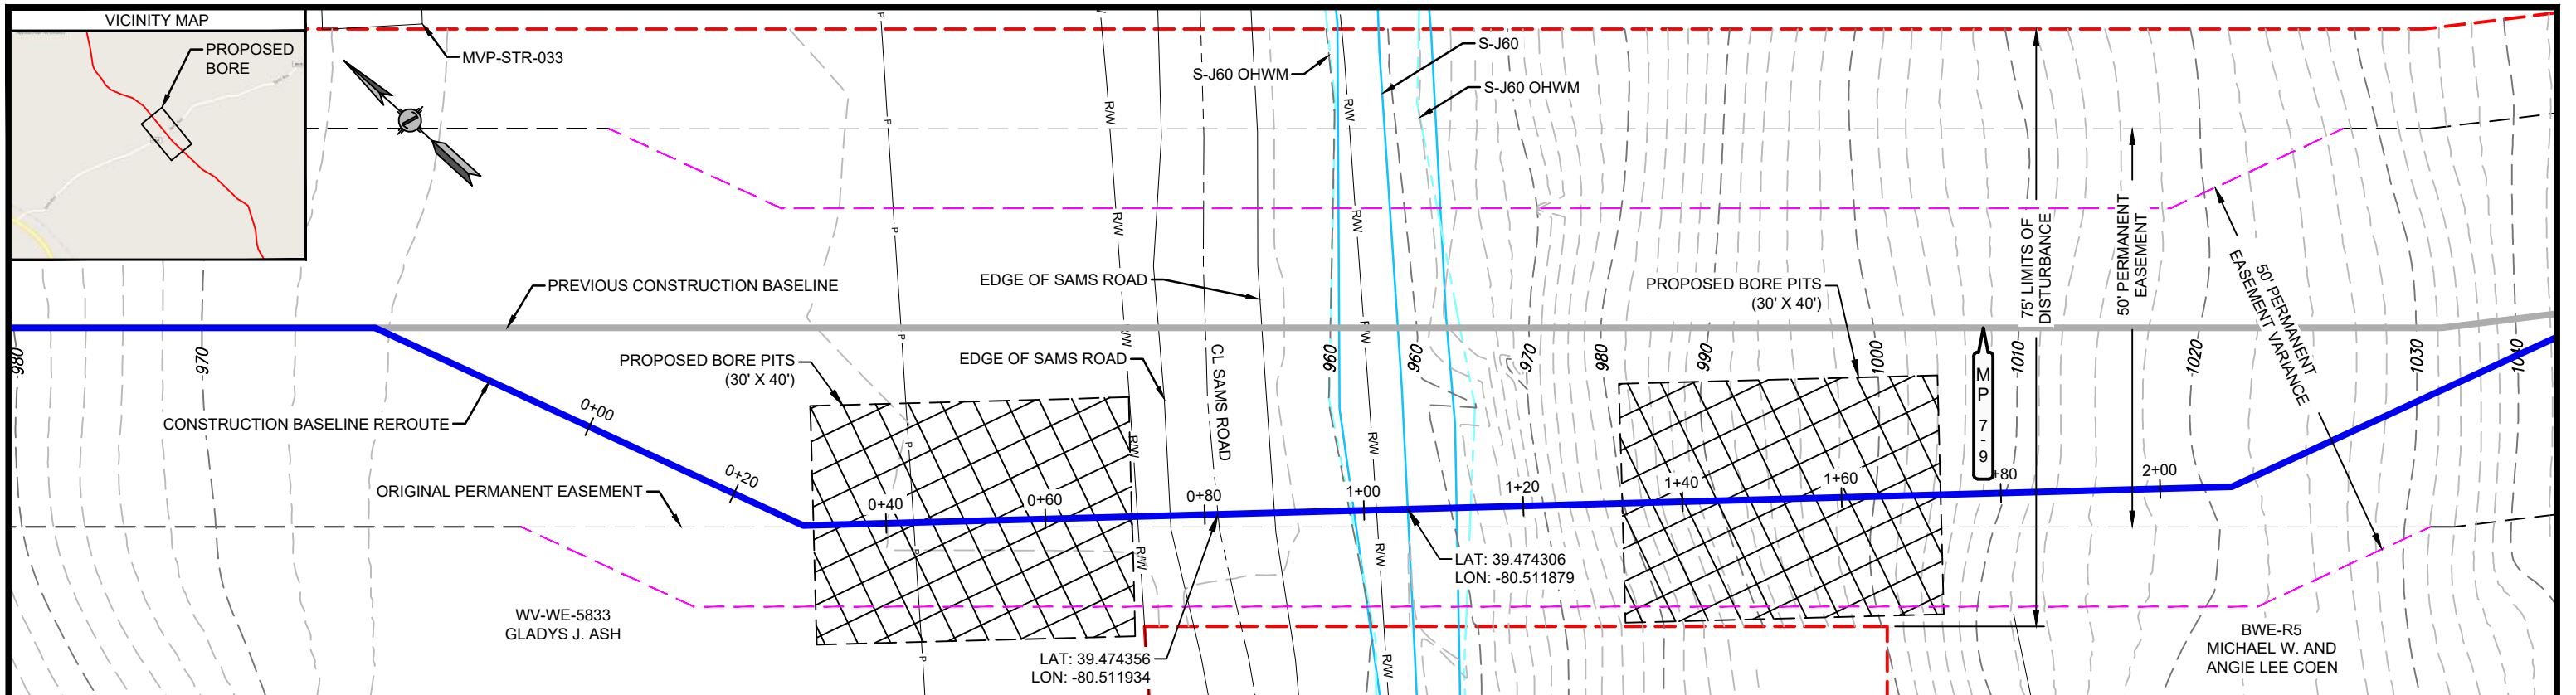 VICINITY MAP
PROPOSED
BORE
MVP-STR-033
S-J60 OHWM
S-J60
S-J60 OHWM
P
P
P
P
P
P
R/W
R/W
R/W
R/W
R/W
R/W
R/W
R/W
R/W
R/W
R/W
PREVIOUS CONSTRUCTION BASELINE
EDGE OF SAMS ROAD
PROPOSED BORE PITS
(30' X 40')
75' LIMITS OF
DISTURBANCE
50' PERMANENT
EASEMENT
50' PERMANENT
EASEMENT VARIANCE
980
970
PROPOSED BORE PITS
(30' X 40')
EDGE OF SAMS ROAD
CL SAMS ROAD
960
960
970
980
990
1000
1010
1020
1030
1040
MP 7-9
CONSTRUCTION BASELINE REROUTE
0+00
0+20
0+40
0+60
0+80
1+00
1+20
1+40
1+60
+80
2+00
ORIGINAL PERMANENT EASEMENT
LAT: 39.474306
LON: -80.511879
WV-WE-5833
GLADYS J. ASH
LAT: 39.474356
LON: -80.511934
BWE-R5
MICHAEL W. AND
ANGIE LEE COEN